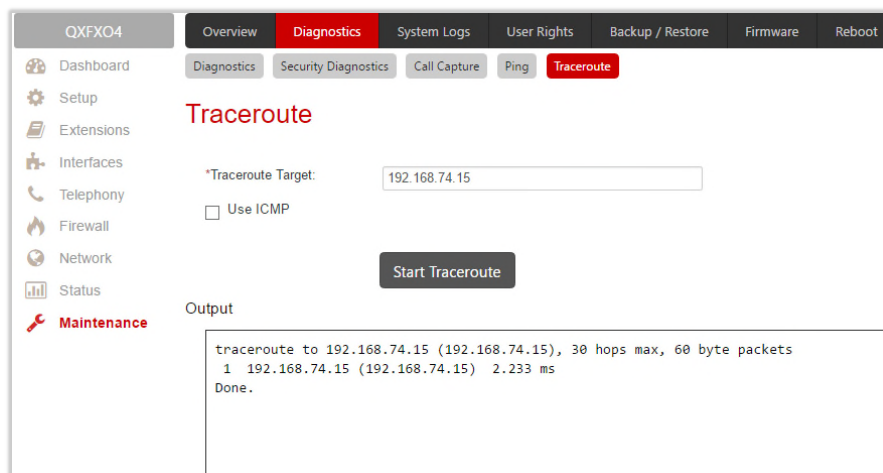 QXFXO4
Overview Diagnostics System Logs User Rights Backup / Restore Firmware Reboot
Diagnostics Security Diagnostics Call Capture Ping Traceroute
Dashboard
Setup
Extensions
Interfaces
Telephony
Firewall
Network
Status
Maintenance
Traceroute
*Traceroute Target: 192.168.74.15
Use ICMP
Start Traceroute
Output
traceroute to 192.168.74.15 (192.168.74.15), 30 hops max, 60 byte packets
1 192.168.74.15 (192.168.74.15) 2.233 ms
Done.